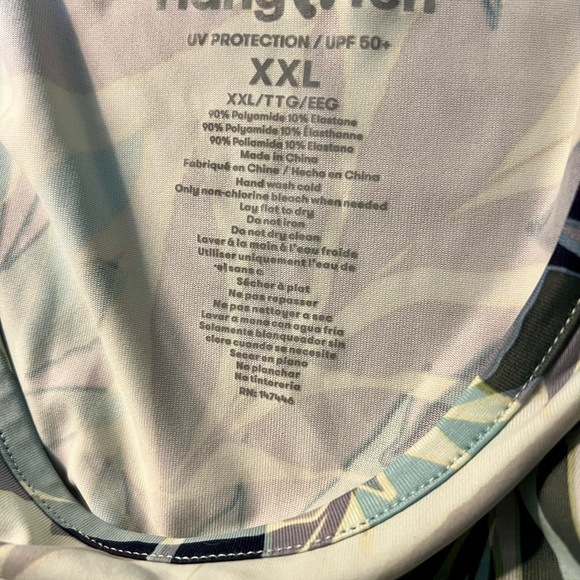 UV PROTECTION / UPF 50+
XXL
XXL/TTG/EEG
90% Polyamide 10% Elastane
90% Polyamide 10% Élasthanne
90% Poliamida 10% Elastano
Made in China
Fabriqué en Chine / Hecho en China
Hand wash cold
Only non-chlorine bleach when needed
Lay flat to dry
Do not iron
Do not dry clean
Laver à la main à l'eau froide
Utiliser uniquement l'eau de
sans
Sécher à plat
Ne pas repasser
Ne pas nettoyer a sec
Lavar a mano con agua fría
Solamente blanqueador sin
cloro cuando se necesite
Secar en plano
No planchar
No tintorería
RN: 147446